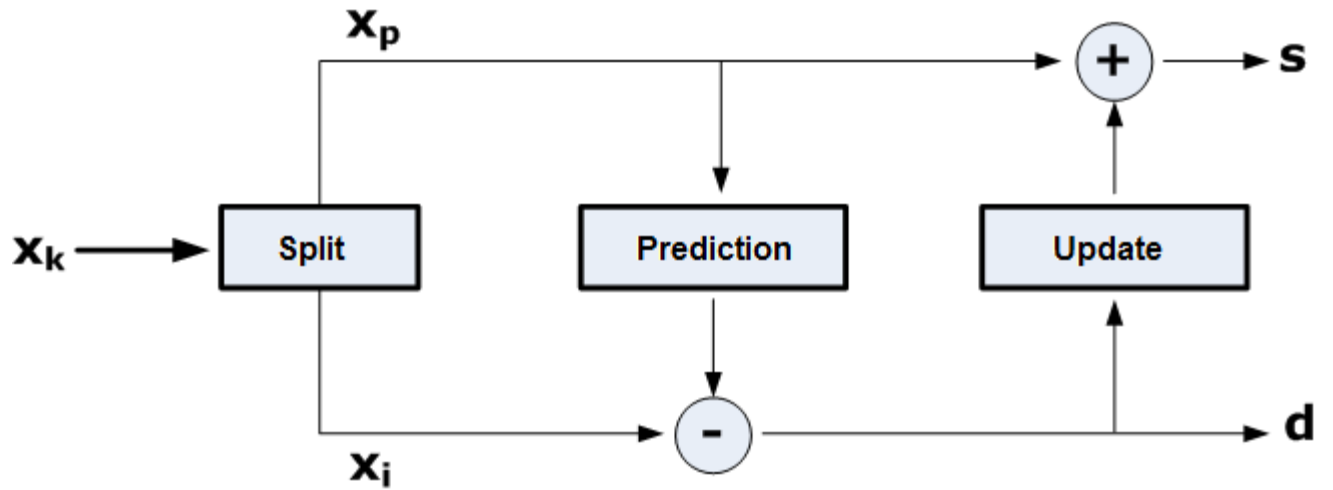 xp
+
s
xk
Split
Prediction
Update
xi
-
d